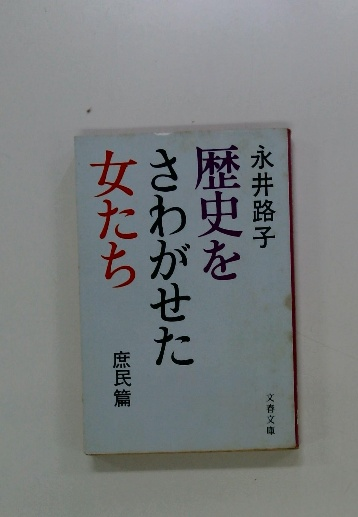 永井路子
歴史を
さわがせた
女たち
庶民篇
文春文庫